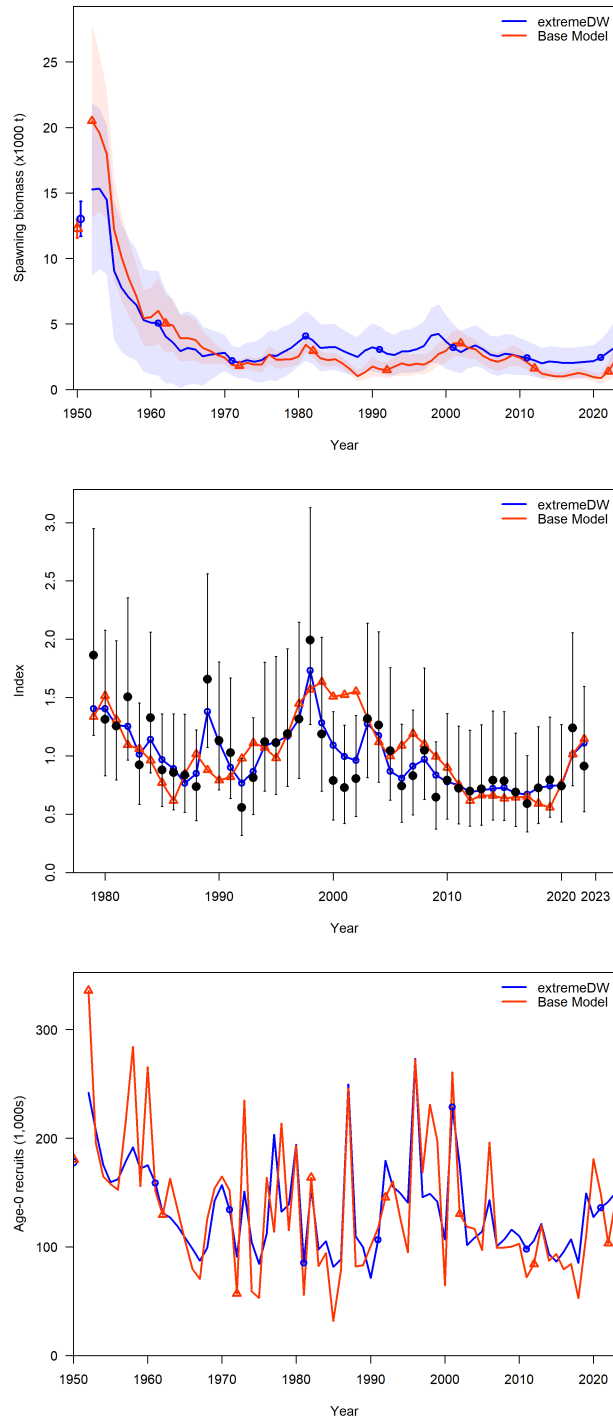 extremeDW
Base Model
Spawning biomass (x1000 t)
25
20
15
10
5
0
1950 1960 1970 1980 1990 2000 2010 2020
Year
extremeDW
Base Model
Index
3.0
2.5
2.0
1.5
1.0
0.5
0.0
1980 1990 2000 2010 2020 2023
Year
extremeDW
Base Model
Age-0 recruits (1,000s)
300
200
100
0
1950 1960 1970 1980 1990 2000 2010 2020
Year